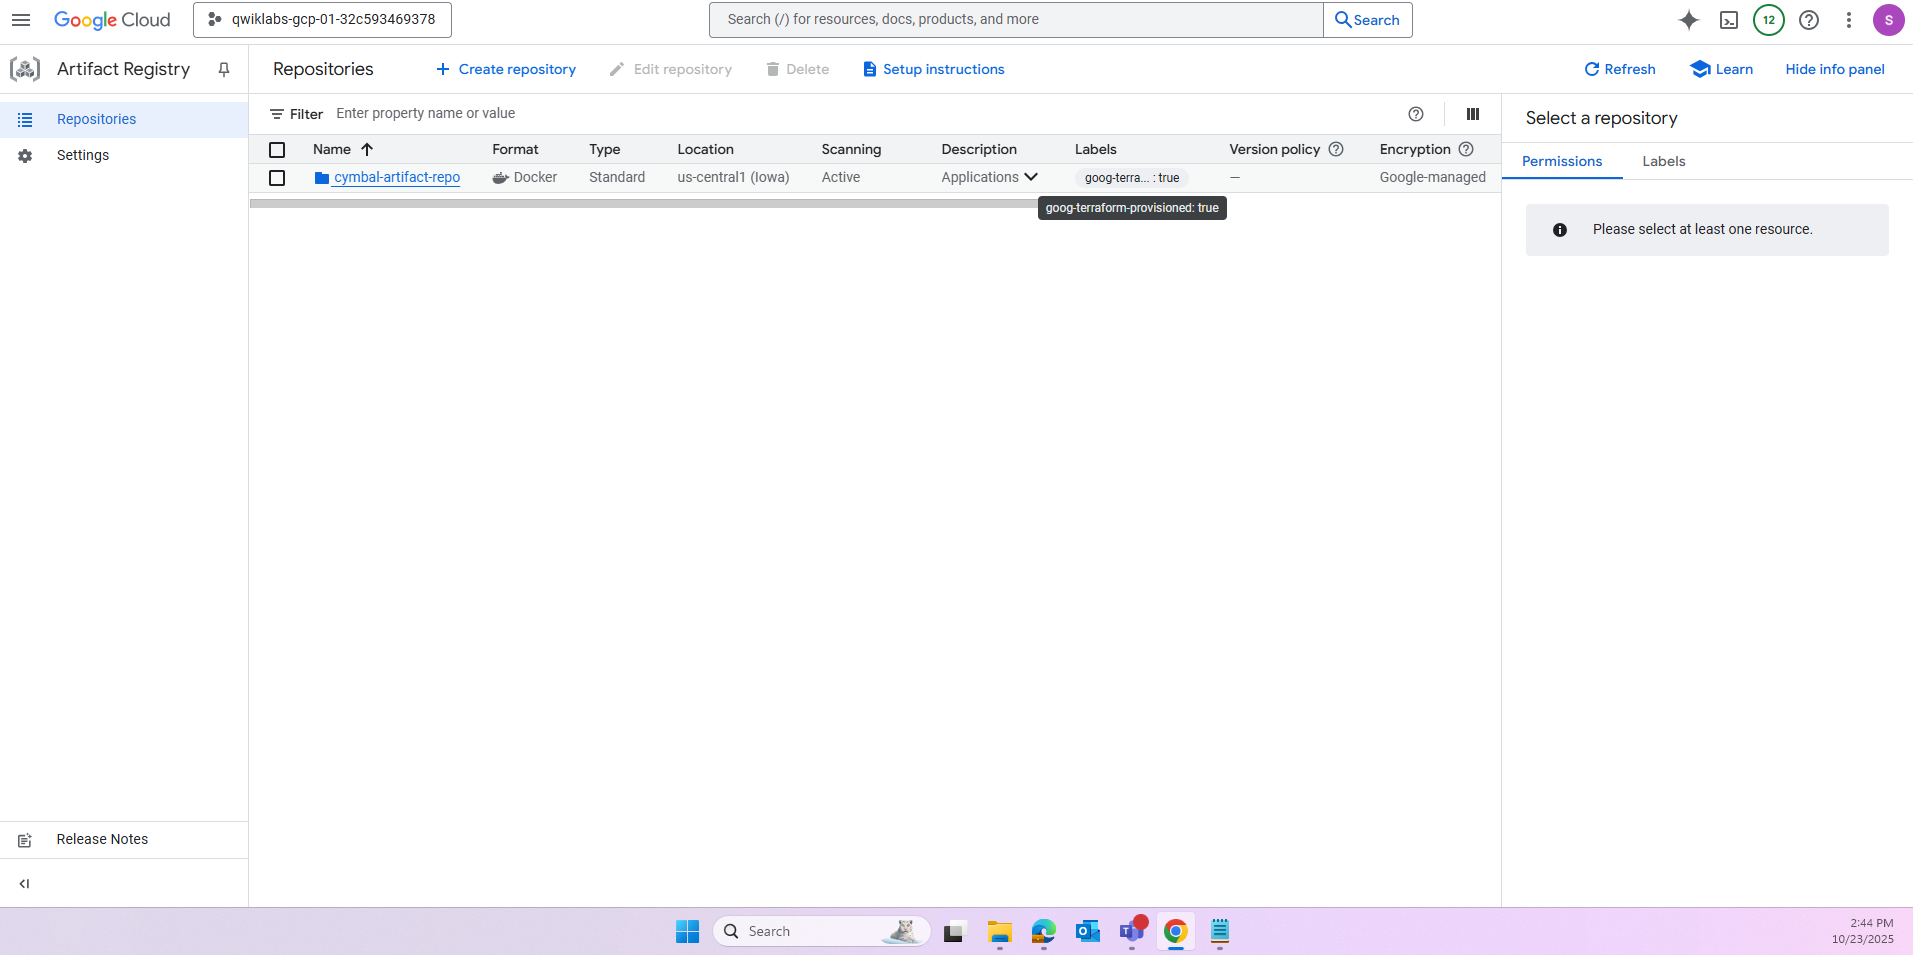 Google Cloud
qwiklabs-gcp-01-32c593469378
Search (/) for resources, docs, products, and more
Search
12
S
Artifact Registry
Repositories
Create repository
Edit repository
Delete
Setup instructions
Refresh
Learn
Hide info panel
Repositories
Settings
Filter
Enter property name or value
Name
Format
Type
Location
Scanning
Description
Labels
Version policy
Encryption
cymbal-artifact-repo
Docker
Standard
us-central1 (Iowa)
Active
Applications
goog-terra... : true
—
Google-managed
goog-terraform-provisioned: true
Select a repository
Permissions
Labels
Please select at least one resource.
Release Notes
Search
2:44 PM
10/23/2025